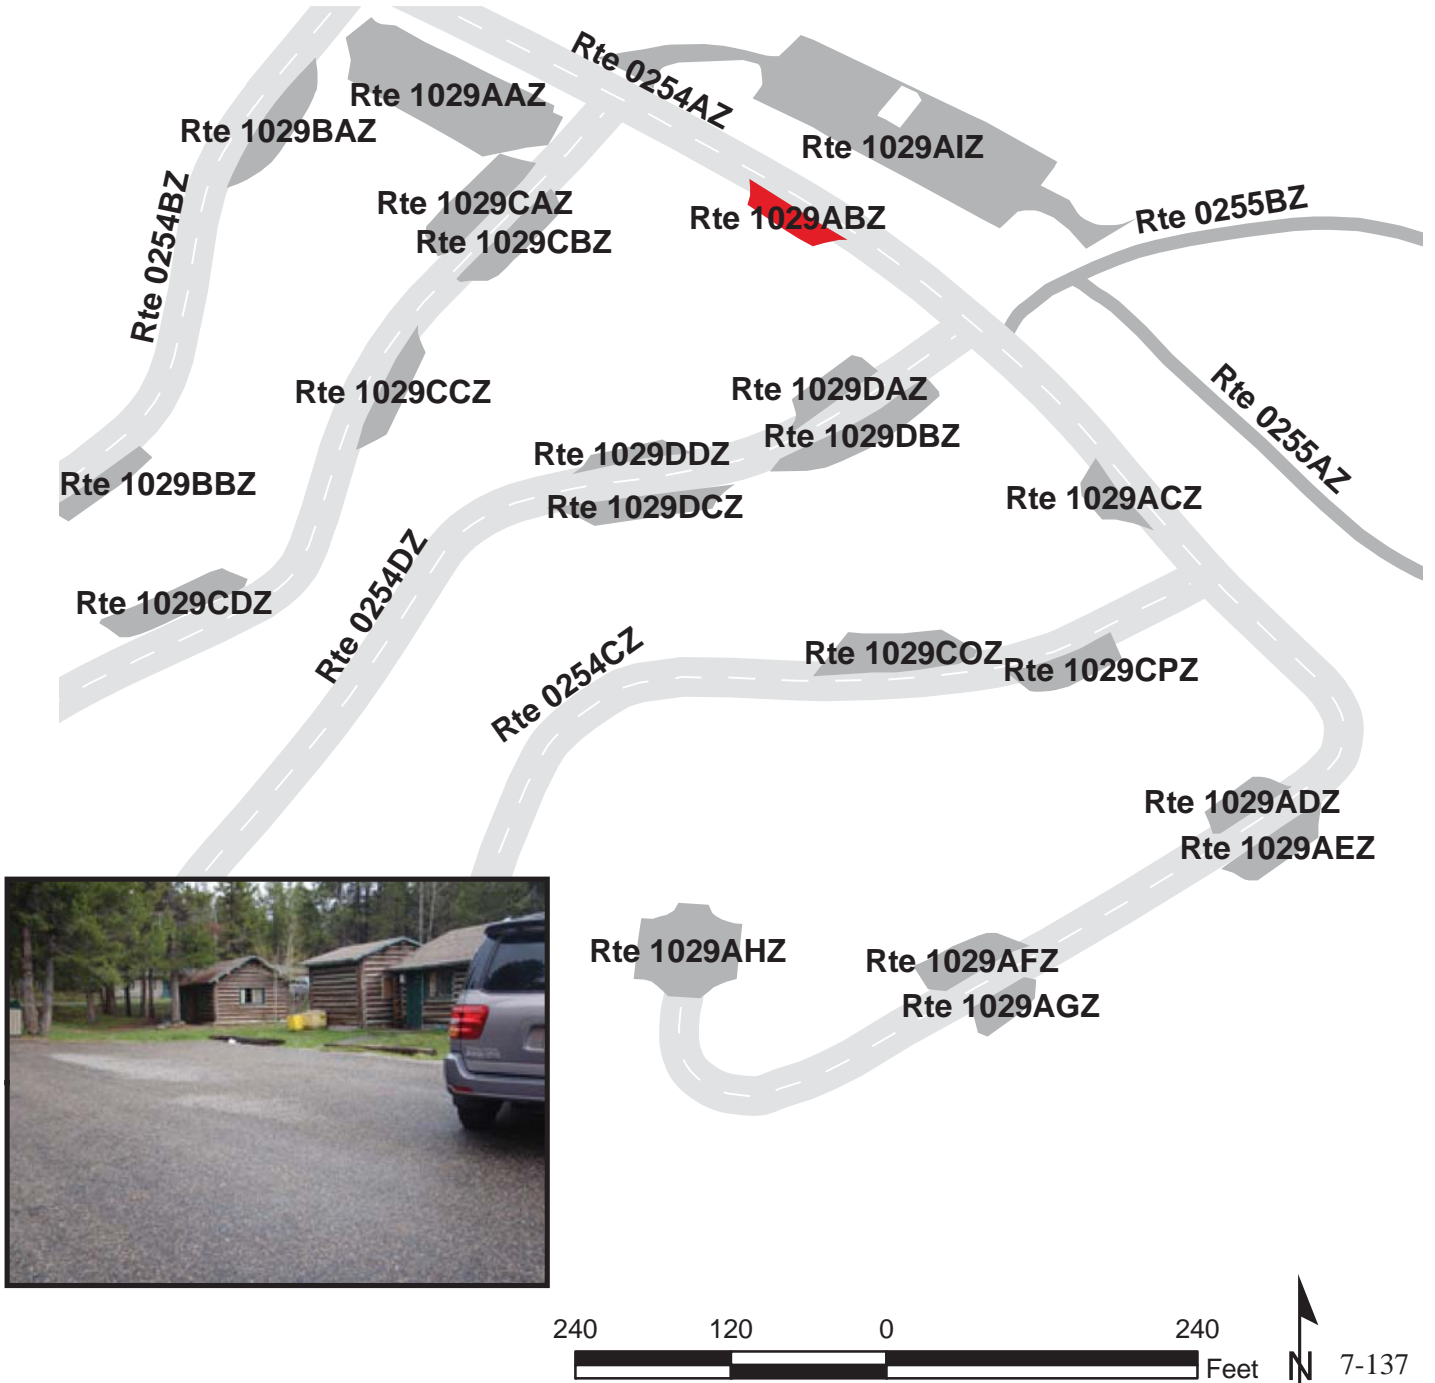 Rte 0254AZ
Rte 1029AAZ
Rte 1029BAZ
Rte 1029AIZ
Rte 1029CAZ
Rte 1029ABZ
Rte 0255BZ
Rte 1029CBZ
Rte 0254BZ
Rte 1029CCZ
Rte 1029DAZ
Rte 1029DBZ
Rte 0255AZ
Rte 1029DDZ
Rte 1029BBZ
Rte 1029DCZ
Rte 1029ACZ
Rte 1029CDZ
Rte 0254DZ
Rte 0254CZ
Rte 1029COZ
Rte 1029CPZ
Rte 1029ADZ
Rte 1029AEZ
Rte 1029AHZ
Rte 1029AFZ
Rte 1029AGZ
240 120 0 240
Feet N 7-137